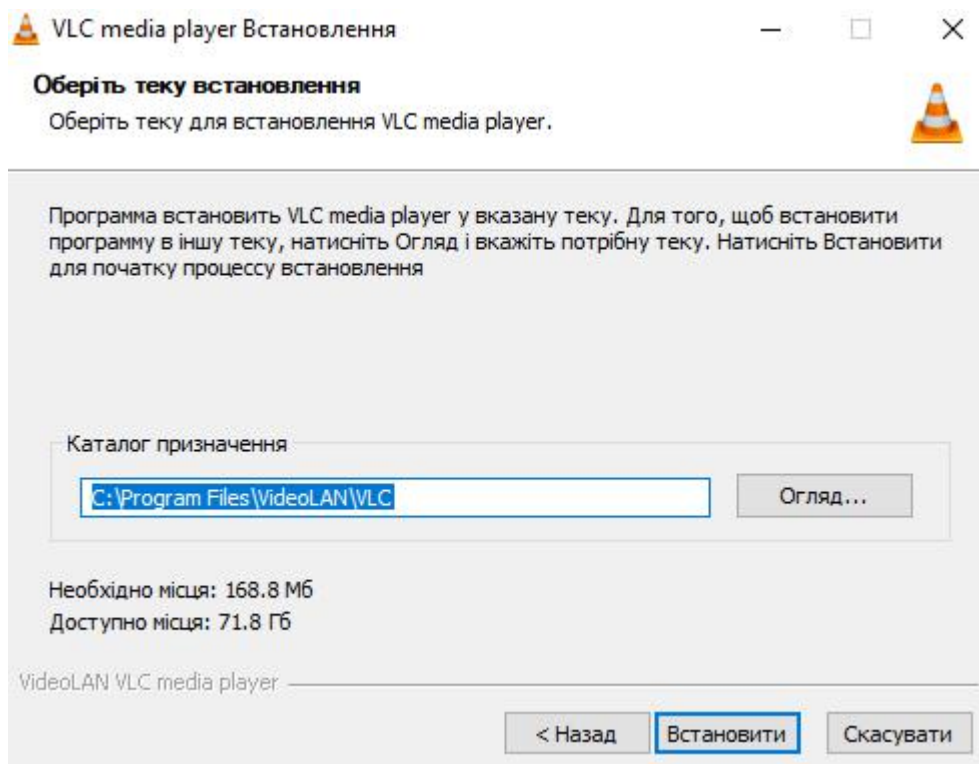 VLC media player Встановлення
Оберіть теку встановлення
Оберіть теку для встановлення VLC media player.
Программа встановить VLC media player у вказану теку. Для того, щоб встановити
программу в іншу теку, натисніть Огляд і вкажіть потрібну теку. Натисніть Встановити
для початку процессу встановлення
Каталог призначення
C:\Program Files\VideoLAN\VLC
Огляд...
Необхідно місця: 168.8 Мб
Доступно місця: 71.8 Гб
VideoLAN VLC media player
< Назад
Встановити
Скасувати